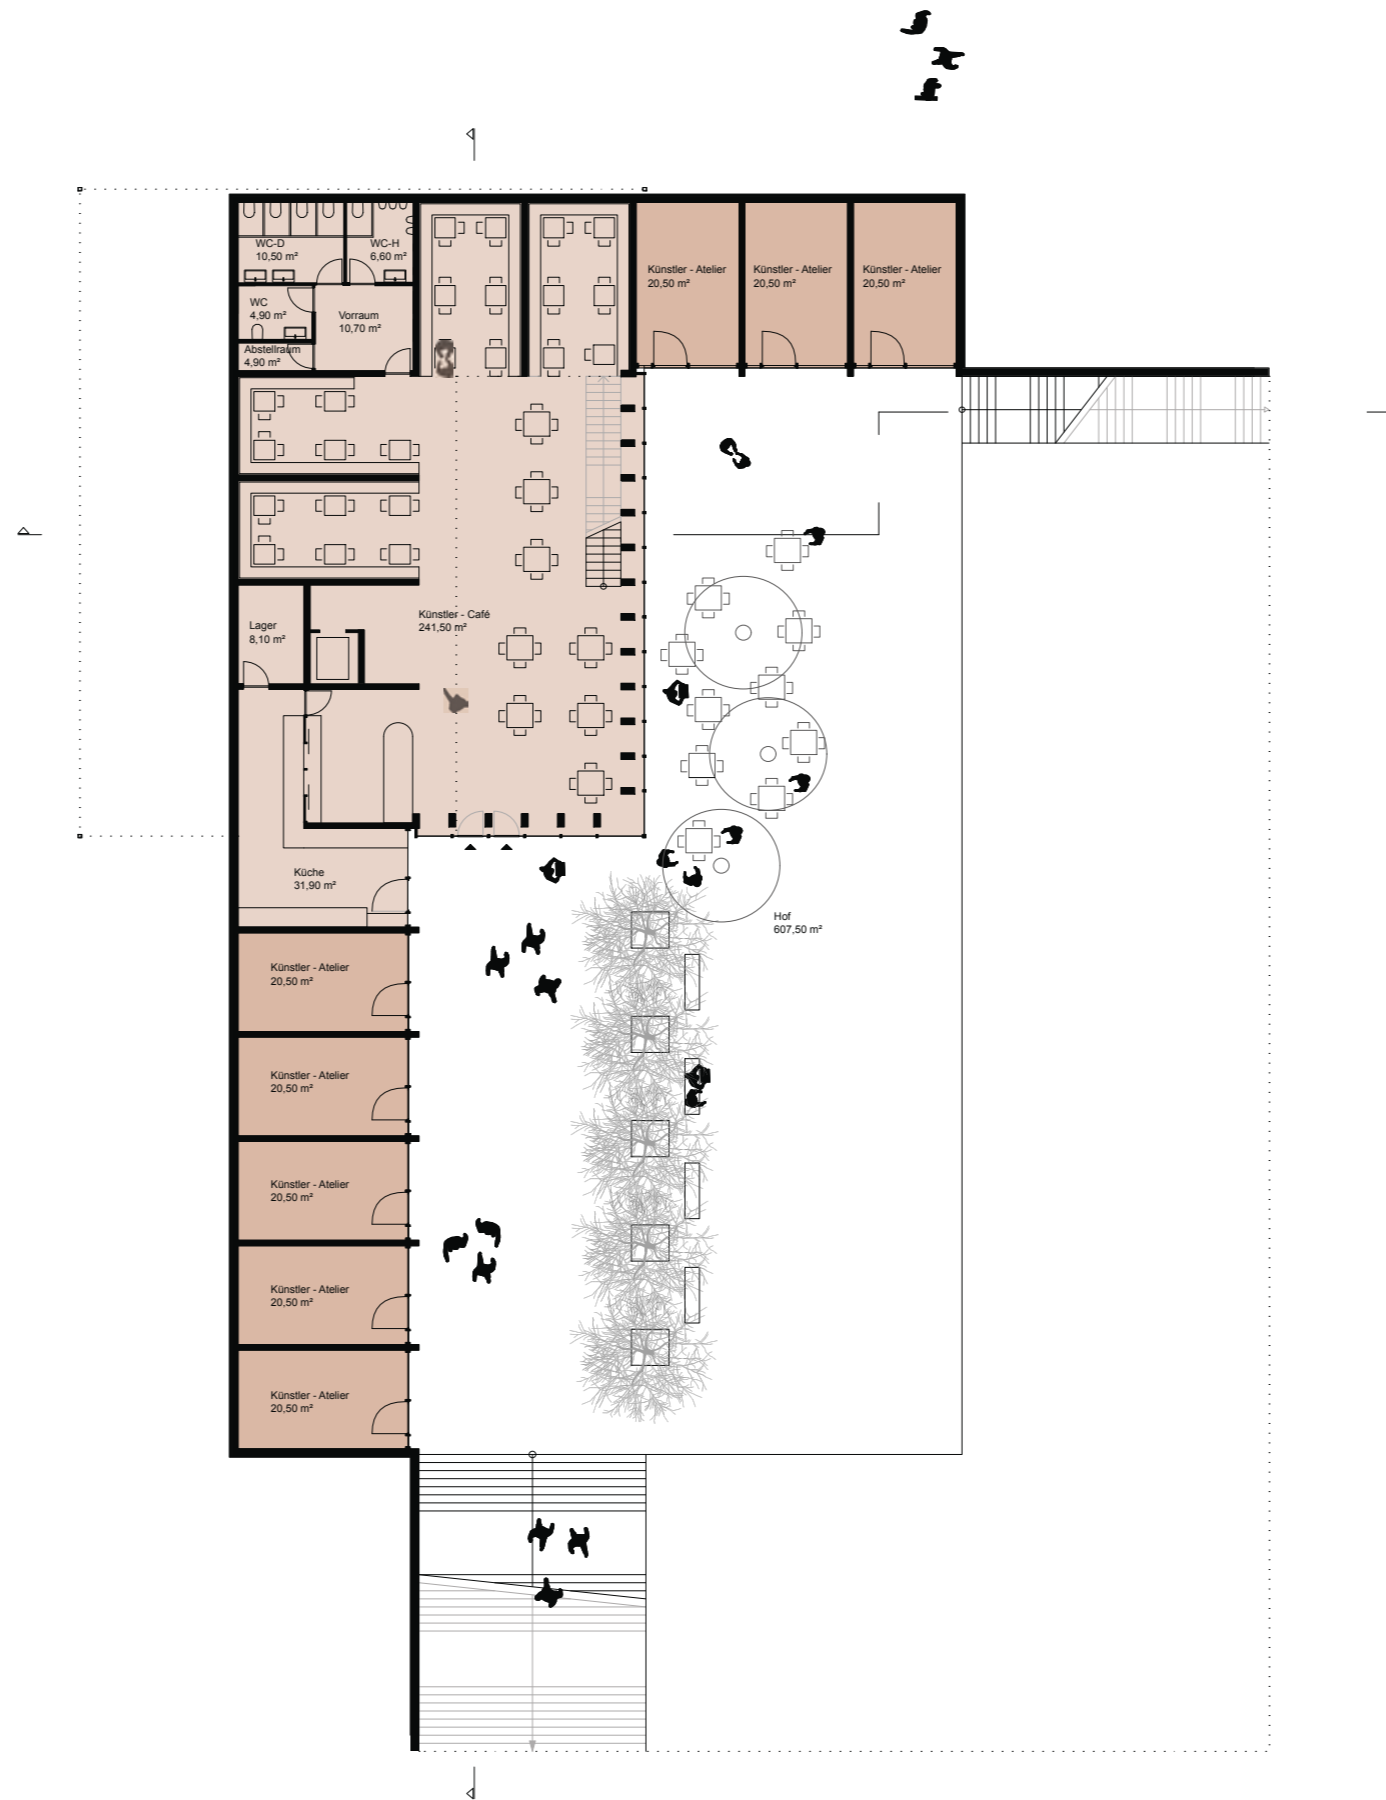 WC-D
10,50 m²
WC-H
6,60 m²
WC
4,90 m²
Vorraum
10,70 m²
Abstellraum
4,90 m²
Künstler - Atelier
20,50 m²
Künstler - Atelier
20,50 m²
Künstler - Atelier
20,50 m²
Künstler - Café
241,50 m²
Lager
8,10 m²
Küche
31,90 m²
Hof
607,50 m²
Künstler - Atelier
20,50 m²
Künstler - Atelier
20,50 m²
Künstler - Atelier
20,50 m²
Künstler - Atelier
20,50 m²
Künstler - Atelier
20,50 m²